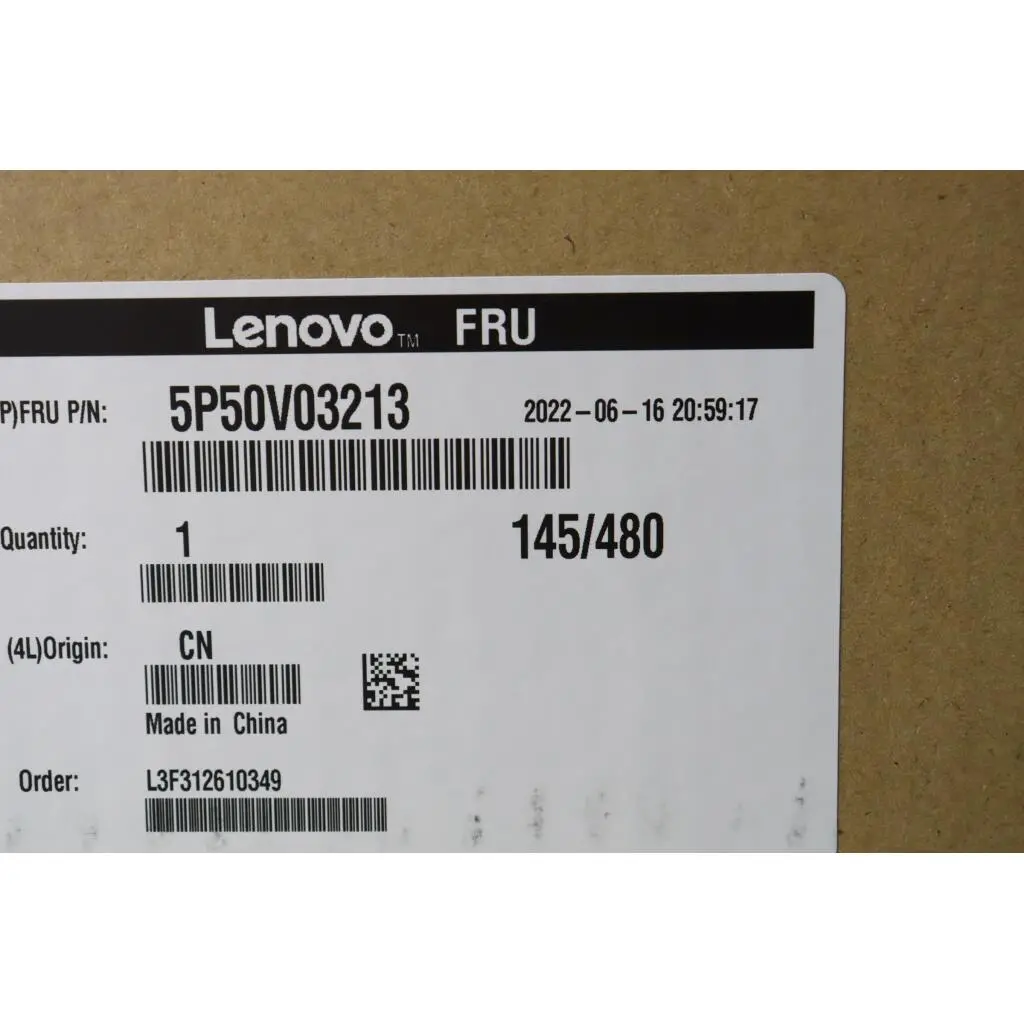 Lenovo™ FRU
P)FRU P/N: 5P50V03213 2022-06-16 20:59:17
Quantity: 1 145/480
(4L)Origin: CN
Made in China
Order: L3F312610349